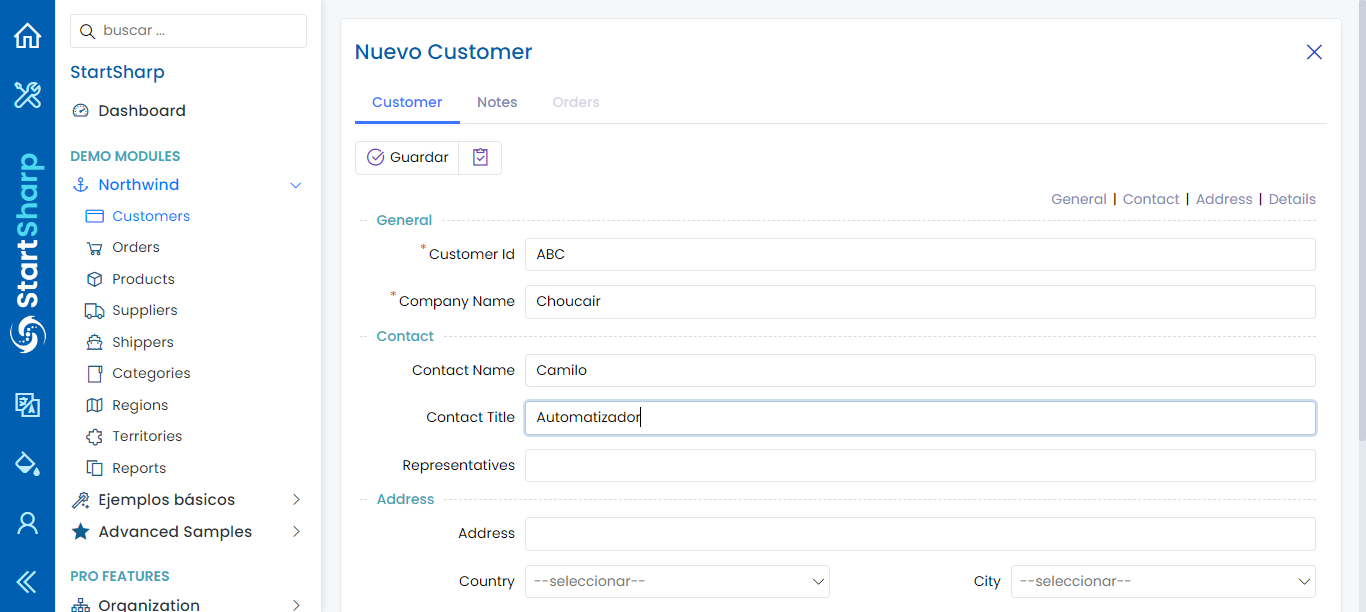 StartSharp
buscar ...
StartSharp
Dashboard
DEMO MODULES
Northwind
Customers
Orders
Products
Suppliers
Shippers
Categories
Regions
Territories
Reports
Ejemplos básicos
Advanced Samples
PRO FEATURES
Organization
Nuevo Customer
Customer Notes Orders
Guardar
General | Contact | Address | Details
General
* Customer Id ABC
* Company Name Choucair
Contact
Contact Name Camilo
Contact Title Automatizador
Representatives
Address
Address
Country --seleccionar-- City --seleccionar--